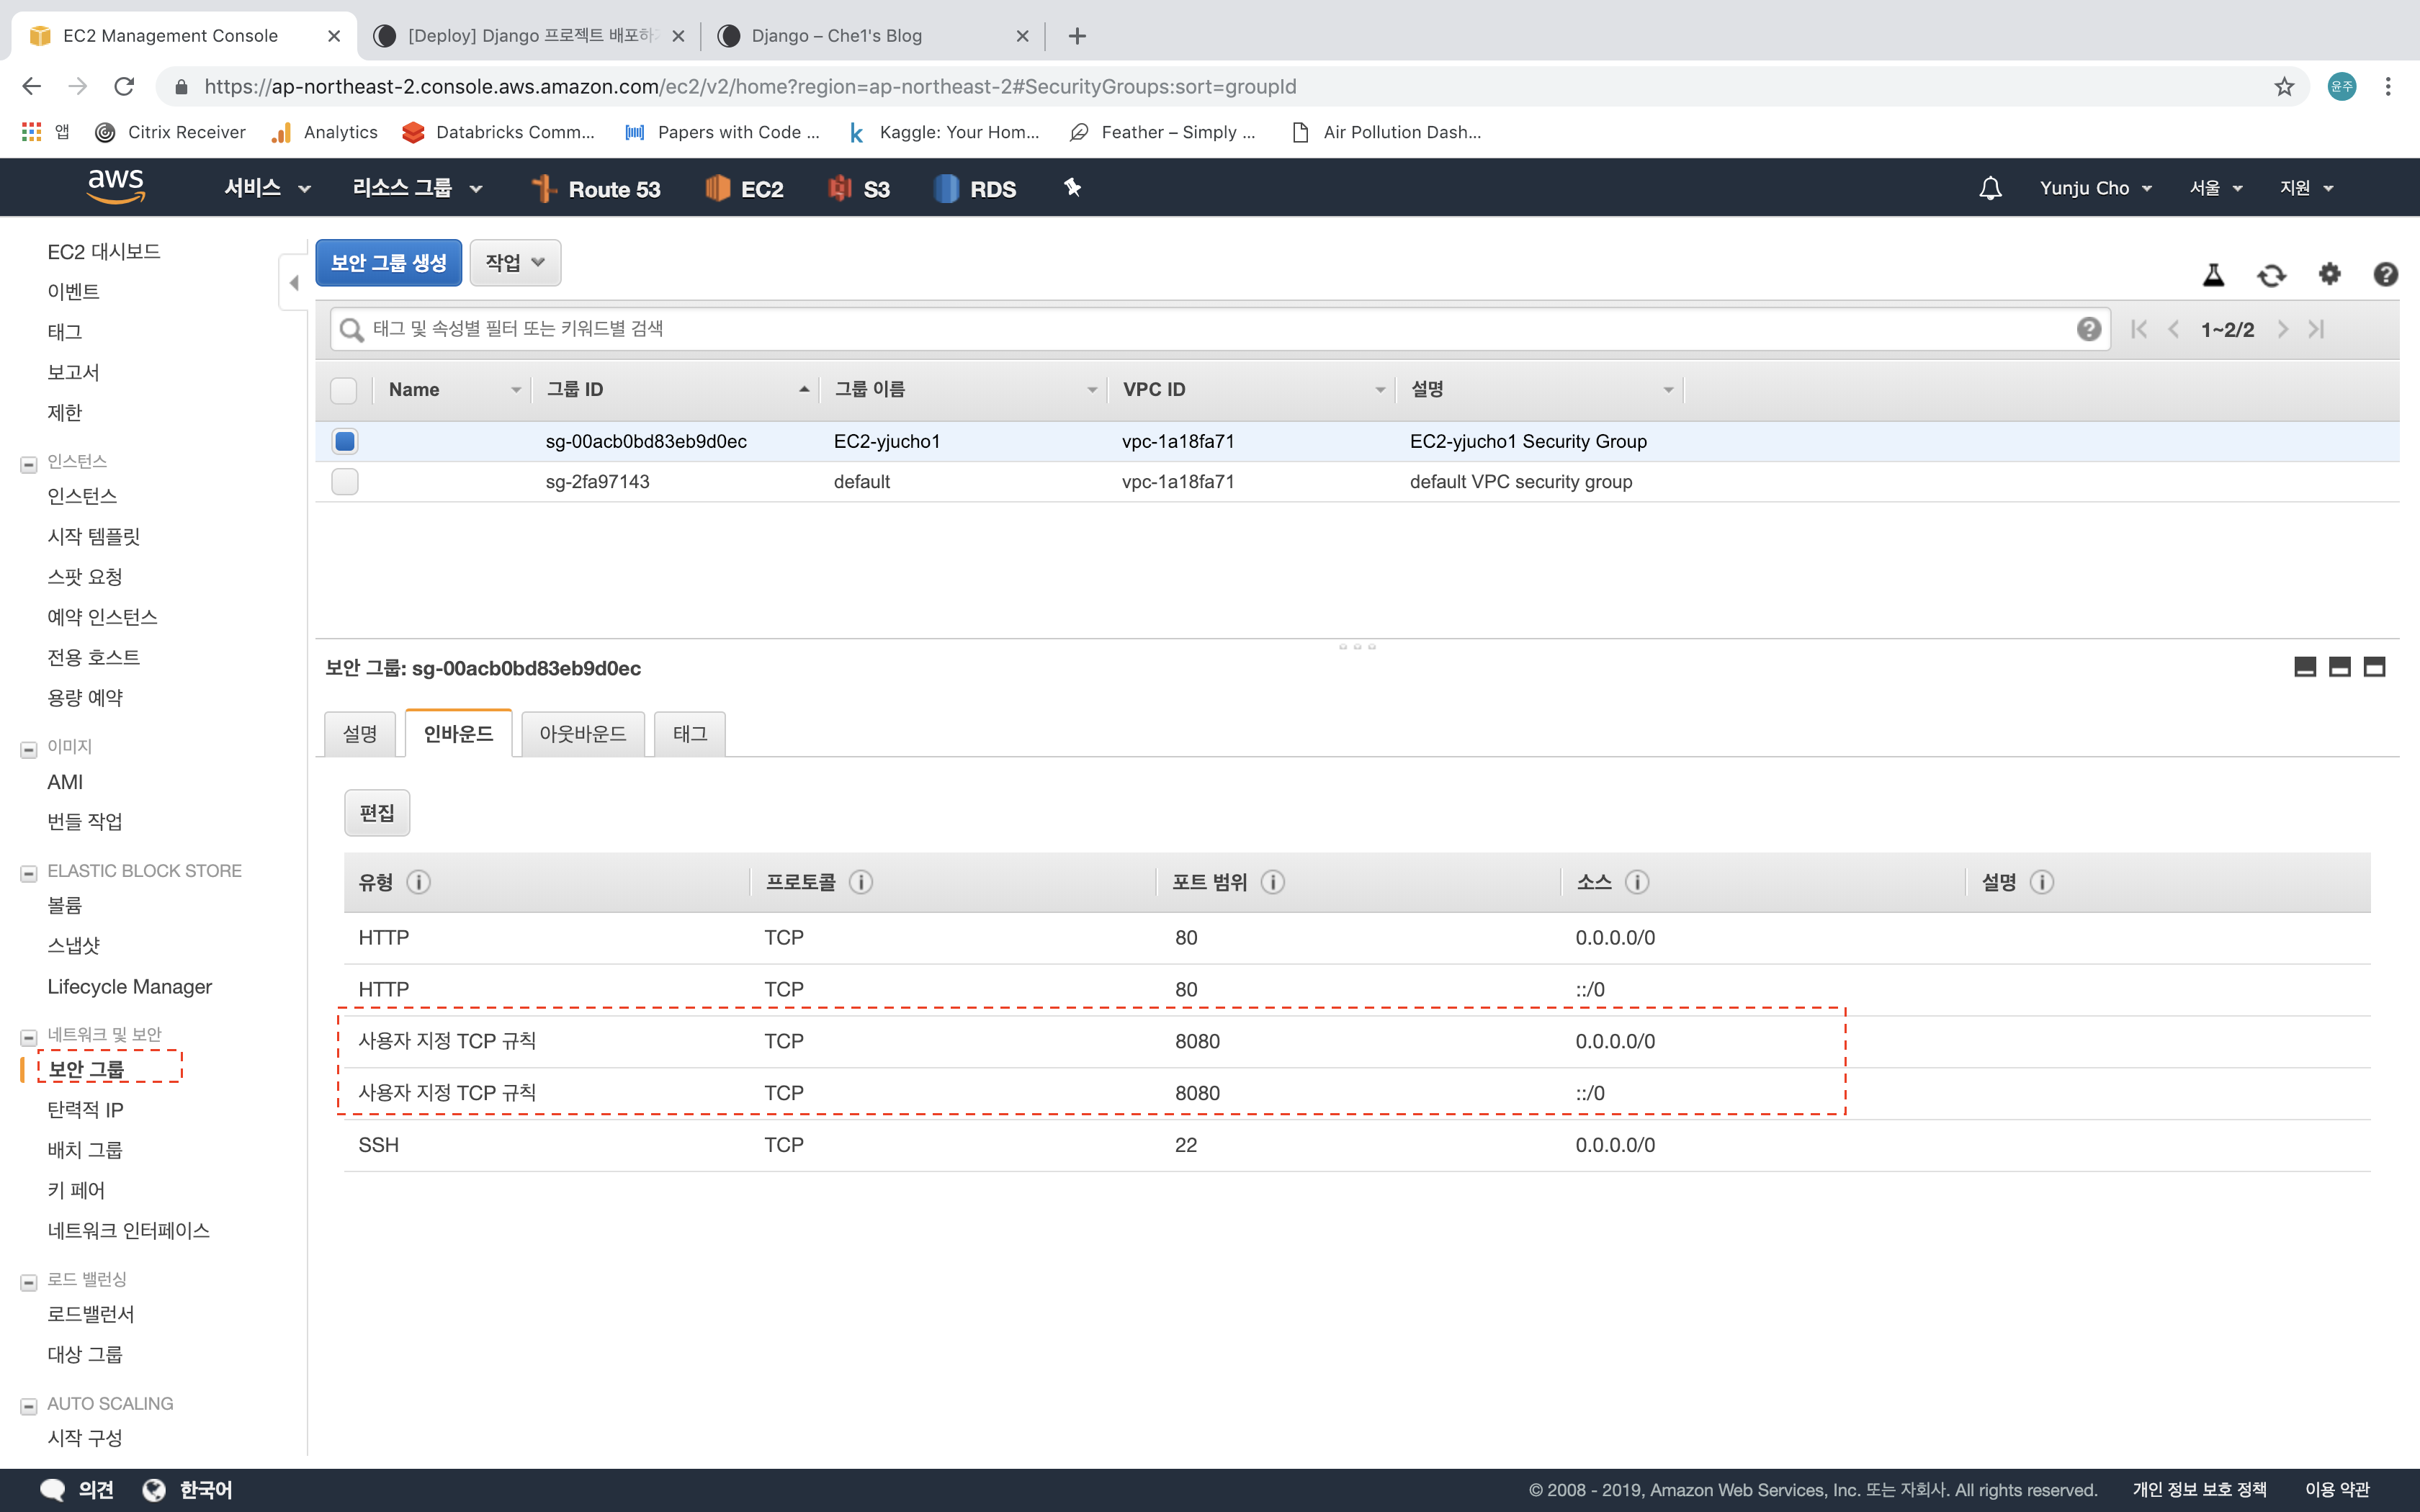 EC2 Management Console
[Deploy] Django 프로젝트 배포하
Django – Che1's Blog
https://ap-northeast-2.console.aws.amazon.com/ec2/v2/home?region=ap-northeast-2#SecurityGroups:sort=groupId
윤주
앱 Citrix Receiver Analytics Databricks Comm... Papers with Code ... Kaggle: Your Hom... Feather – Simply ... Air Pollution Dash...
aws 서비스 리소스 그룹 Route 53 EC2 S3 RDS Yunju Cho 서울 지원
EC2 대시보드
이벤트
태그
보고서
제한
인스턴스
인스턴스
시작 템플릿
스팟 요청
예약 인스턴스
전용 호스트
용량 예약
이미지
AMI
번들 작업
ELASTIC BLOCK STORE
볼륨
스냅샷
Lifecycle Manager
네트워크 및 보안
보안 그룹
탄력적 IP
배치 그룹
키 페어
네트워크 인터페이스
로드 밸런싱
로드밸런서
대상 그룹
AUTO SCALING
시작 구성
보안 그룹 생성 작업
태그 및 속성별 필터 또는 키워드별 검색 1~2/2
Name 그룹 ID 그룹 이름 VPC ID 설명
sg-00acb0bd83eb9d0ec EC2-yjucho1 vpc-1a18fa71 EC2-yjucho1 Security Group
sg-2fa97143 default vpc-1a18fa71 default VPC security group
보안 그룹: sg-00acb0bd83eb9d0ec
설명 인바운드 아웃바운드 태그
편집
유형 프로토콜 포트 범위 소스 설명
HTTP TCP 80 0.0.0.0/0
HTTP TCP 80 ::/0
사용자 지정 TCP 규칙 TCP 8080 0.0.0.0/0
사용자 지정 TCP 규칙 TCP 8080 ::/0
SSH TCP 22 0.0.0.0/0
의견 한국어 © 2008 - 2019, Amazon Web Services, Inc. 또는 자회사. All rights reserved. 개인 정보 보호 정책 이용 약관